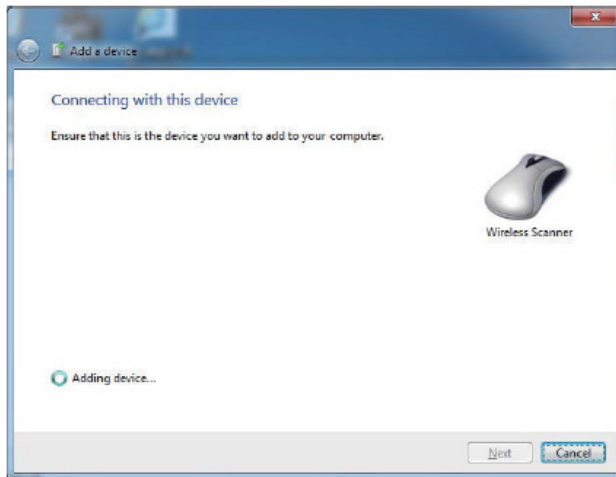 Add a device
Connecting with this device
Ensure that this is the device you want to add to your computer.
Wireless Scanner
Adding device...
Next
Cancel